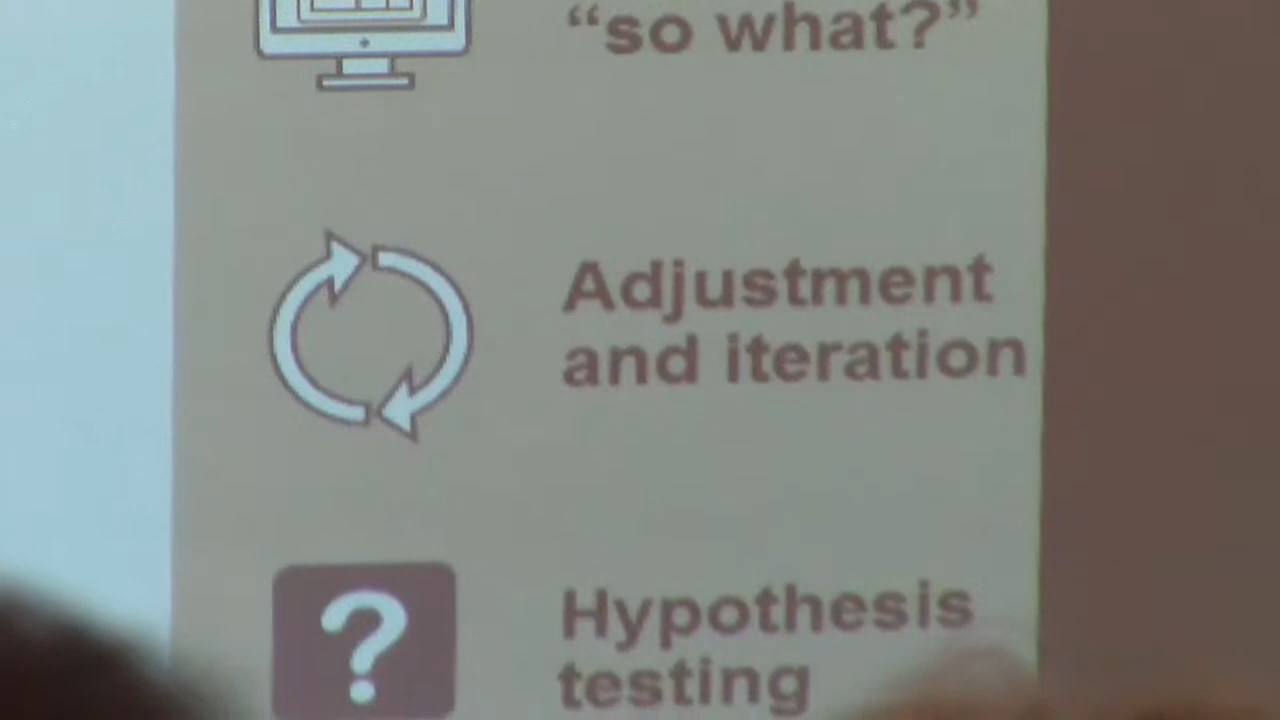 “so what?”
Adjustment
and iteration
?
Hypothesis
testing